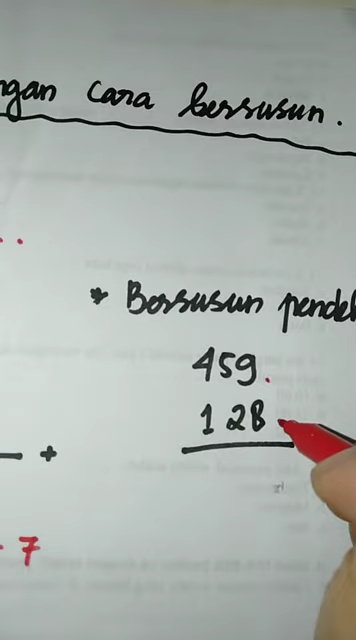 ngan cara bersusun.
..
* Bersusun pendek
459.
128.
+
7